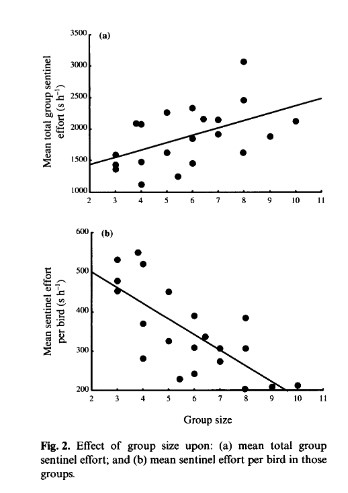 (a)
Mean total group sentinel
effort (s h⁻¹)
3500
3000
2500
2000
1500
1000
2 3 4 5 6 7 8 9 10 11
(b)
Mean sentinel effort
per bird (s h⁻¹)
600
500
400
300
200
2 3 4 5 6 7 8 9 10 11
Group size
Fig. 2. Effect of group size upon: (a) mean total group
sentinel effort; and (b) mean sentinel effort per bird in those
groups.